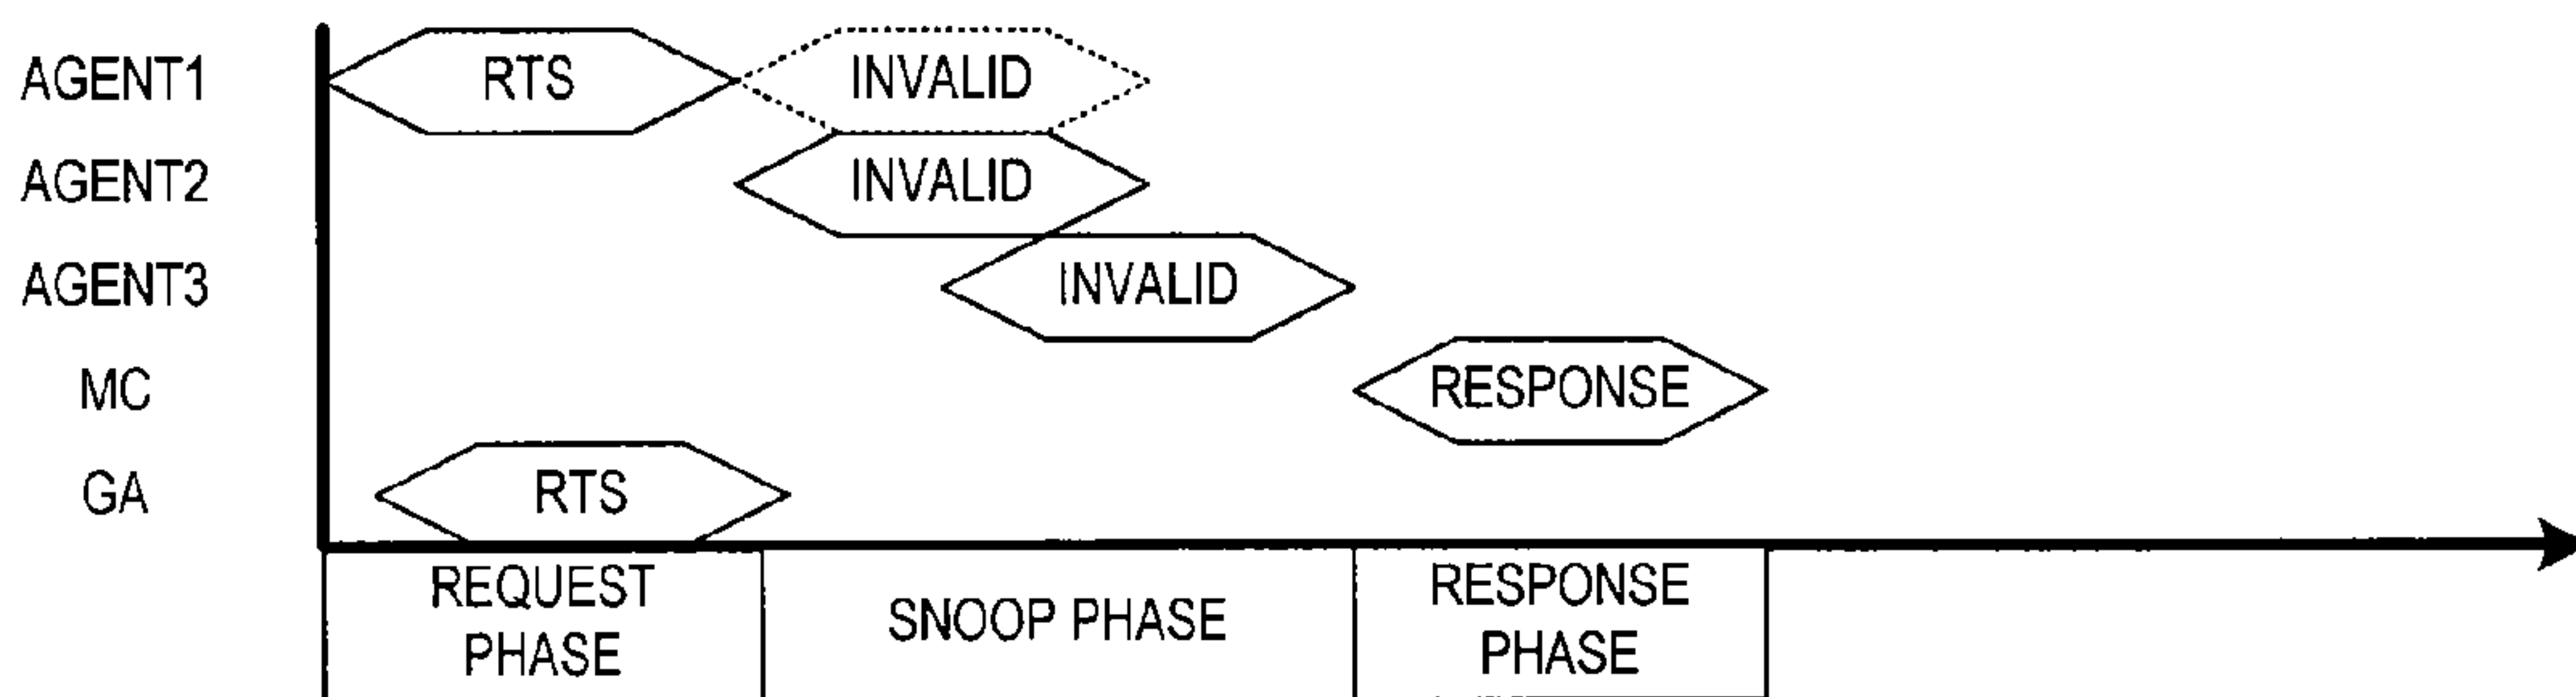 AGENT1 RTS INVALID
AGENT2 INVALID
AGENT3 INVALID
MC RESPONSE
GA RTS
REQUEST PHASE
SNOOP PHASE
RESPONSE PHASE